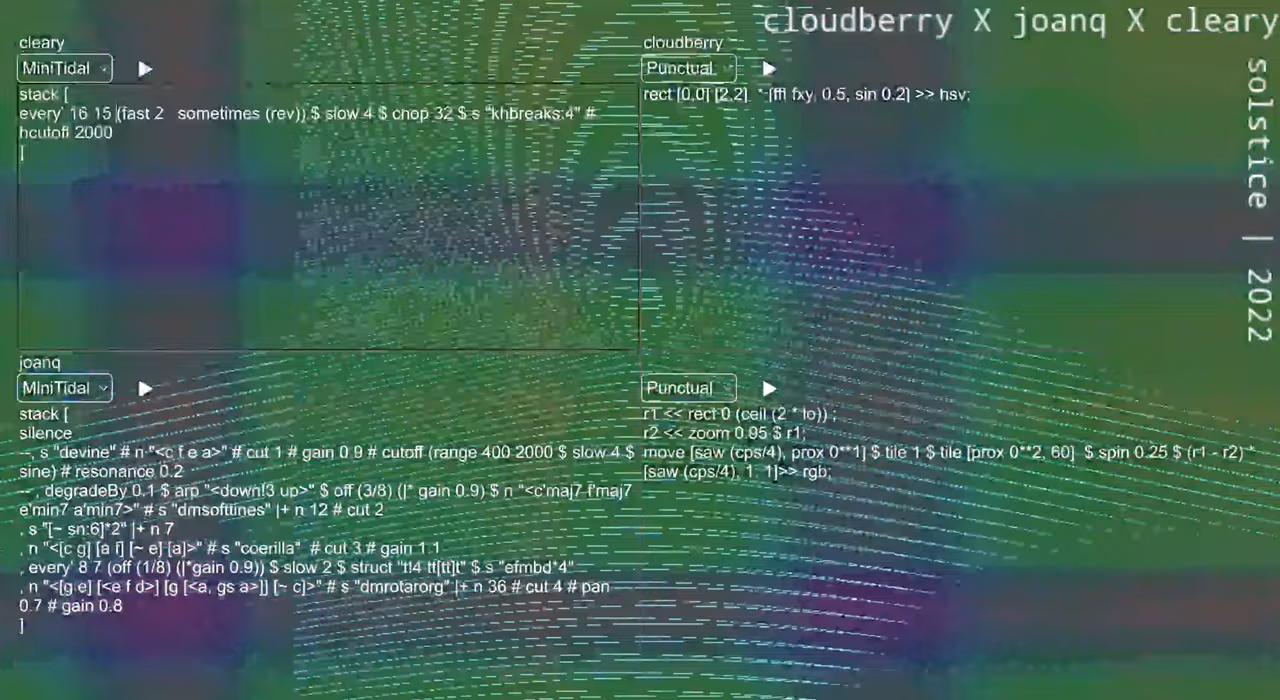 cloudberry X joanq X cleary
solstice | 2022
cleary
MiniTidal
stack [
every' 16 15 (fast 2 sometimes (rev)) $ slow 4 $ chop 32 $ s "khbreaks:4" #
hcutoff 2000
]
cloudberry
Punctual
rect [0,0] [2,2] * [fft fxy, 0.5, sin 0.2] >> hsv;
joanq
MiniTidal
stack [
silence
--, s "devine" # n "<c f e a>" # cut 1 # gain 0.9 # cutoff (range 400 2000 $ slow 4 $
sine) # resonance 0.2
-- , degradeBy 0.1 $ arp "<down!3 up>" $ off (3/8) (|* gain 0.9) $ n "<c'maj7 f'maj7
e'min7 a'min7>" # s "dmsoftines" |+ n 12 # cut 2
, s "[~ sn:6]*2" |+ n 7
, n "<[c g] [a f] [~ e] [a]>" # s "coerilla" # cut 3 # gain 1.1
, every' 8 7 (off (1/8) (|*gain 0.9)) $ slow 2 $ struct "t!4 tt[tt]t" $ s "efmbd*4"
, n "<[g e] [<e f d>] [g [<a, gs a>]] [~ c]>" # s "dmrotarorg" |+ n 36 # cut 4 # pan
0.7 # gain 0.8
]
Punctual
r1 << rect 0 (ceil (2 * lo)) ;
r2 << zoom 0.95 $ r1;
move [saw (cps/4), prox 0**1] $ tile 1 $ tile [prox 0**2, 60] $ spin 0.25 $ (r1 - r2) *
[saw (cps/4), 1, 1]>> rgb;